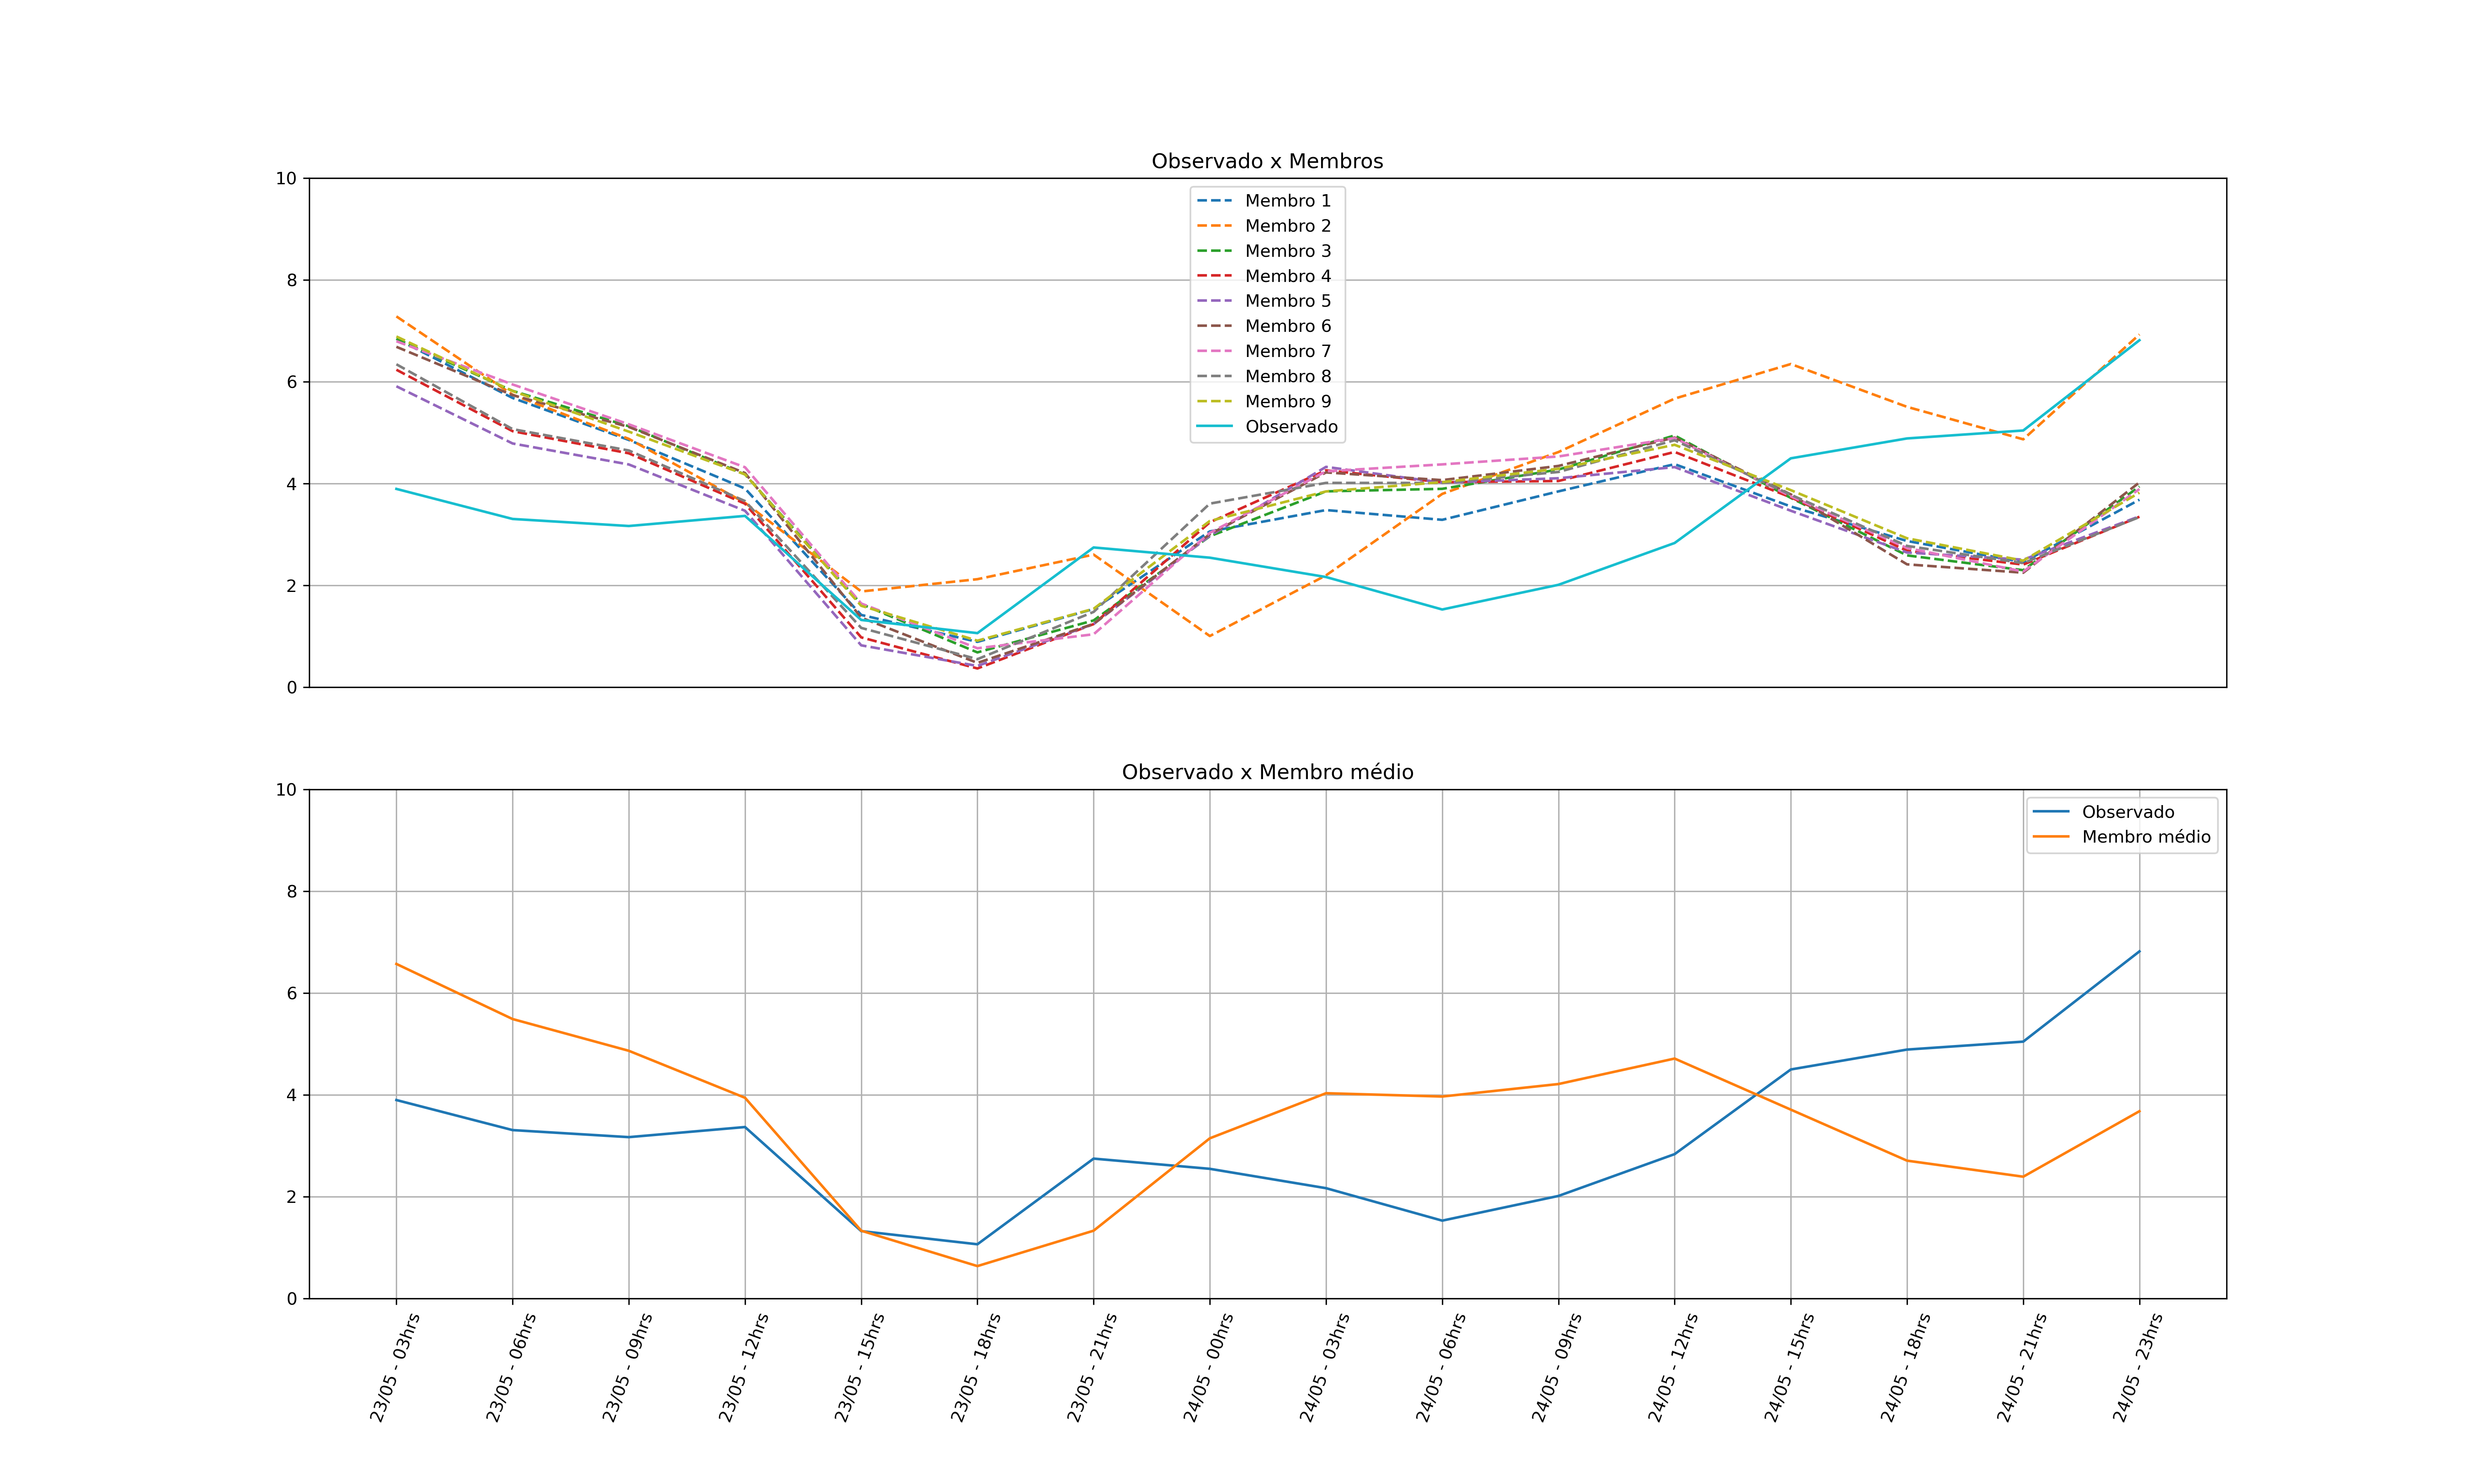 Observado x Membros
10
8
6
4
2
0
Membro 1
Membro 2
Membro 3
Membro 4
Membro 5
Membro 6
Membro 7
Membro 8
Membro 9
Observado
Observado x Membro médio
10
8
6
4
2
0
Observado
Membro médio
23/05 - 03hrs
23/05 - 06hrs
23/05 - 09hrs
23/05 - 12hrs
23/05 - 15hrs
23/05 - 18hrs
23/05 - 21hrs
24/05 - 00hrs
24/05 - 03hrs
24/05 - 06hrs
24/05 - 09hrs
24/05 - 12hrs
24/05 - 15hrs
24/05 - 18hrs
24/05 - 21hrs
24/05 - 23hrs